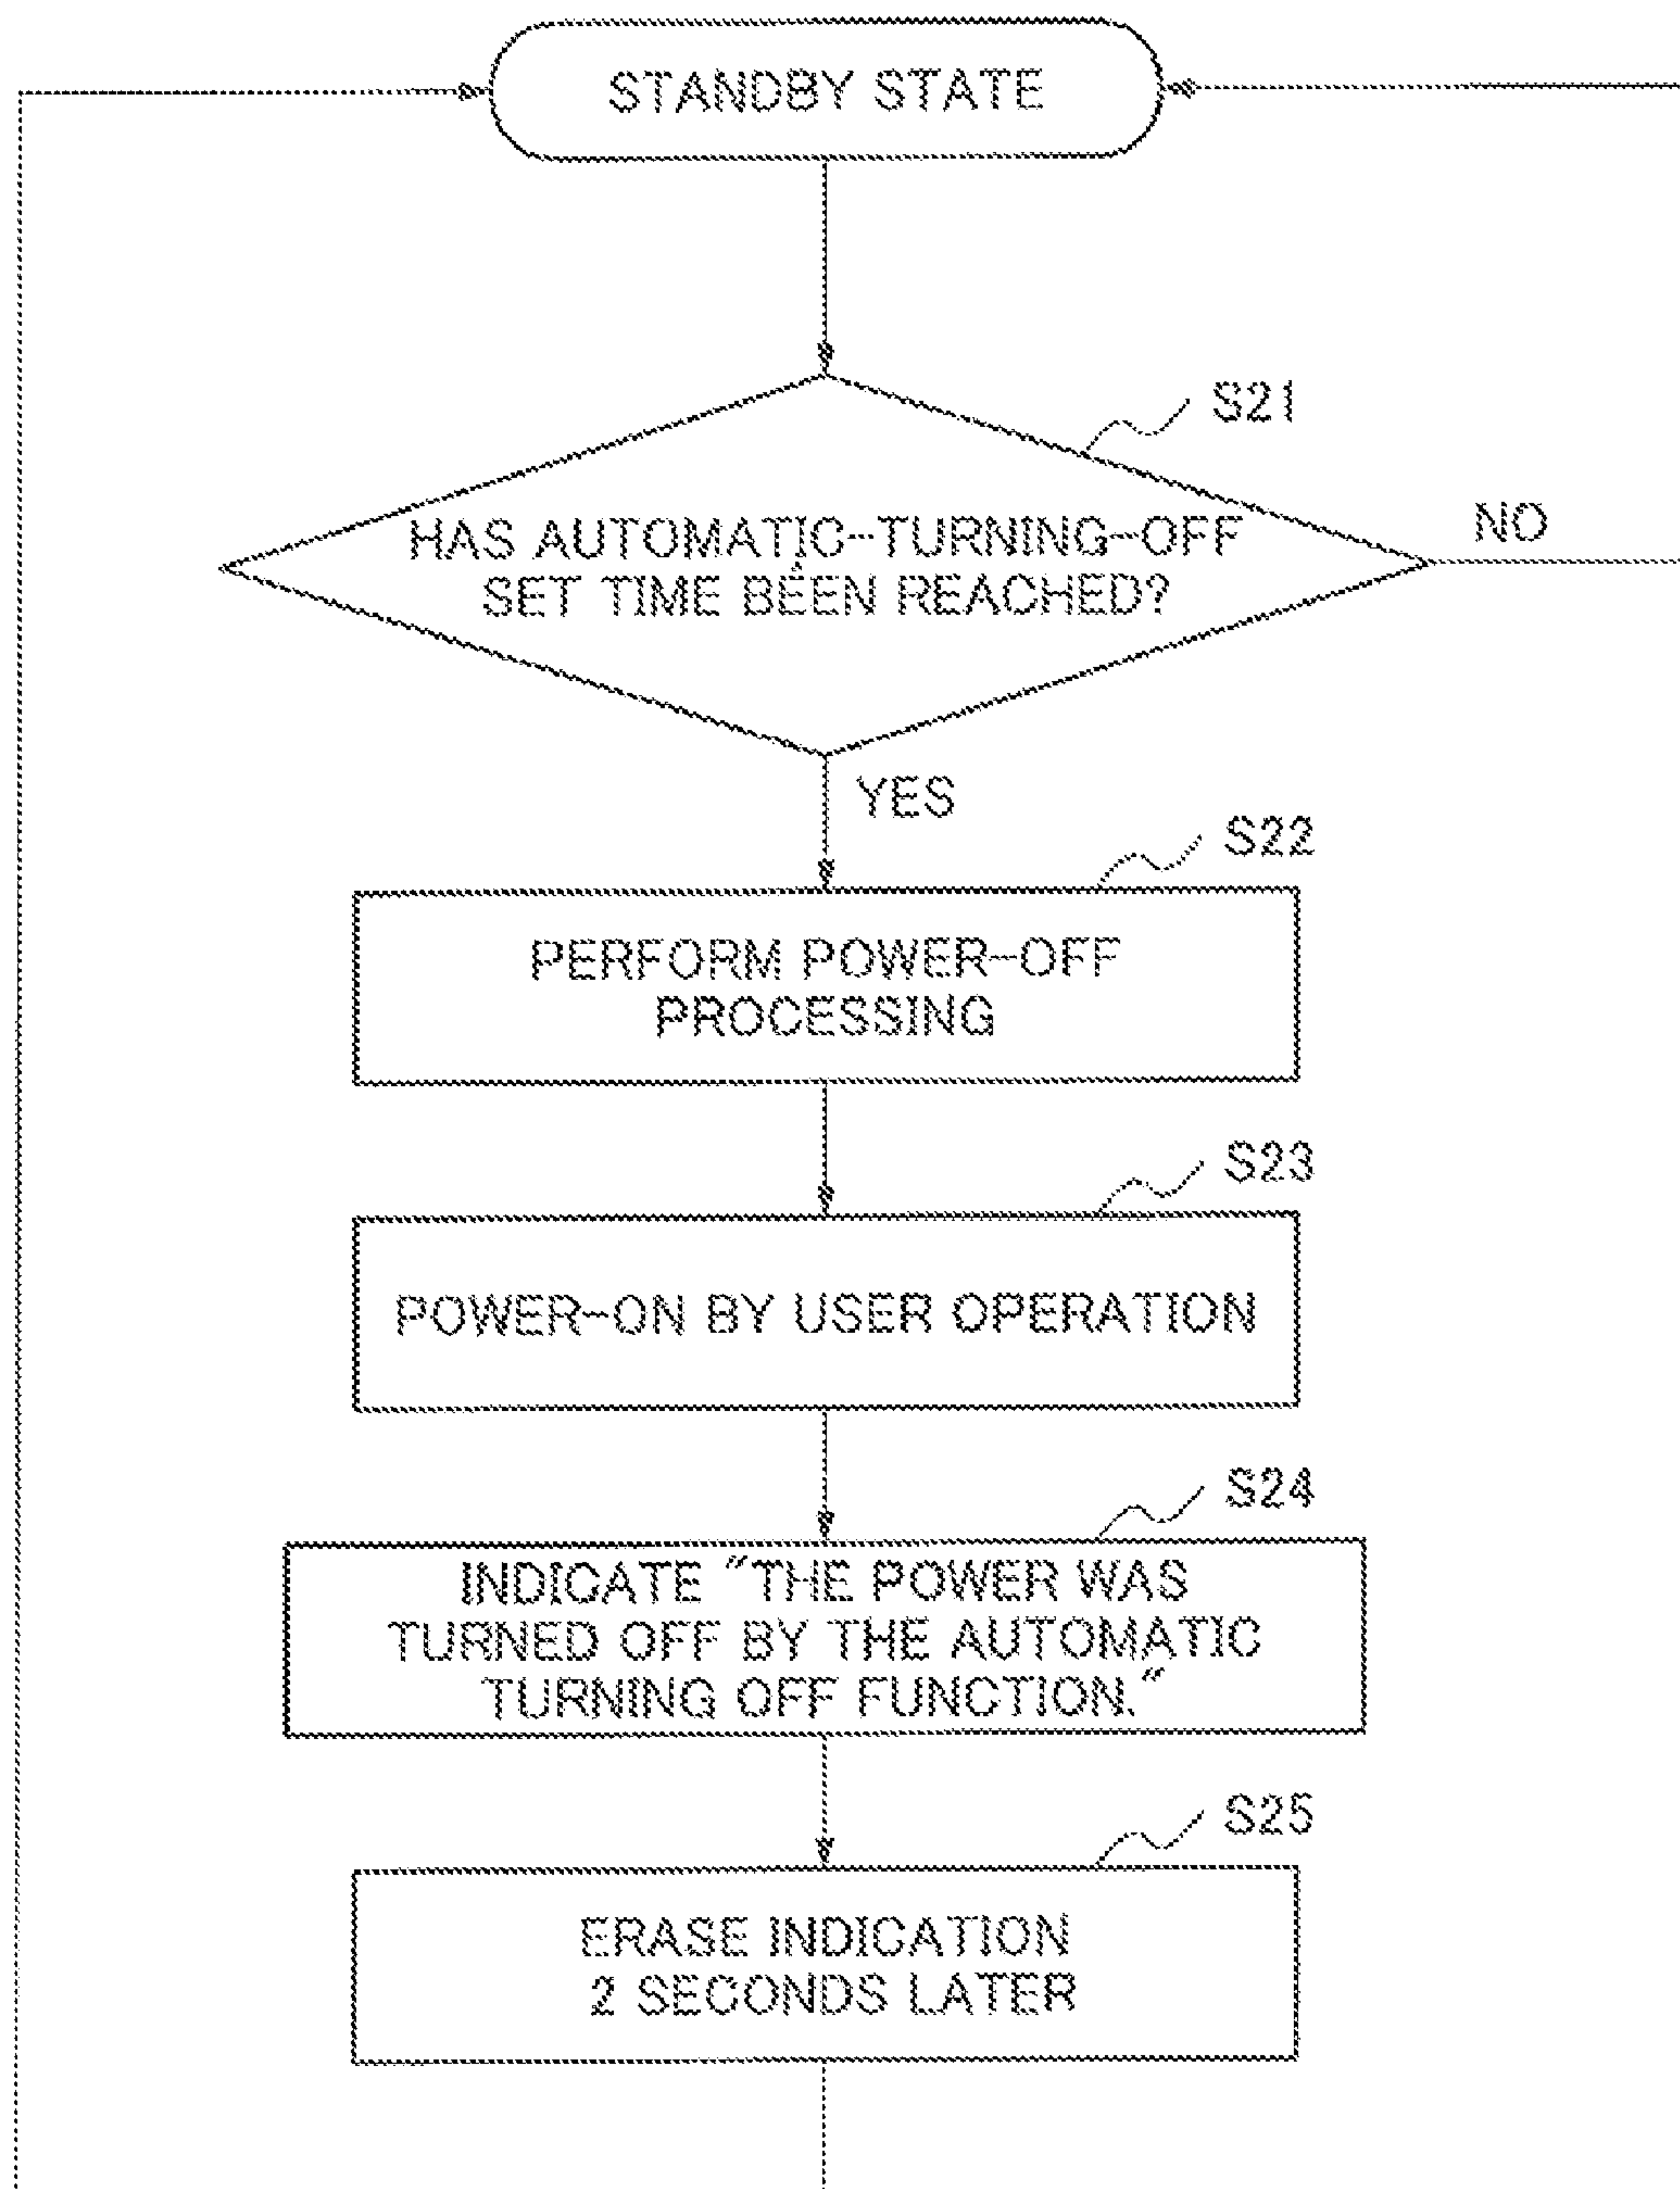 STANDBY STATE
S21
HAS AUTOMATIC-TURNING-OFF
SET TIME BEEN REACHED?
NO
YES
S22
PERFORM POWER-OFF
PROCESSING
S23
POWER-ON BY USER OPERATION
S24
INDICATE "THE POWER WAS
TURNED OFF BY THE AUTOMATIC
TURNING OFF FUNCTION."
S25
ERASE INDICATION
2 SECONDS LATER